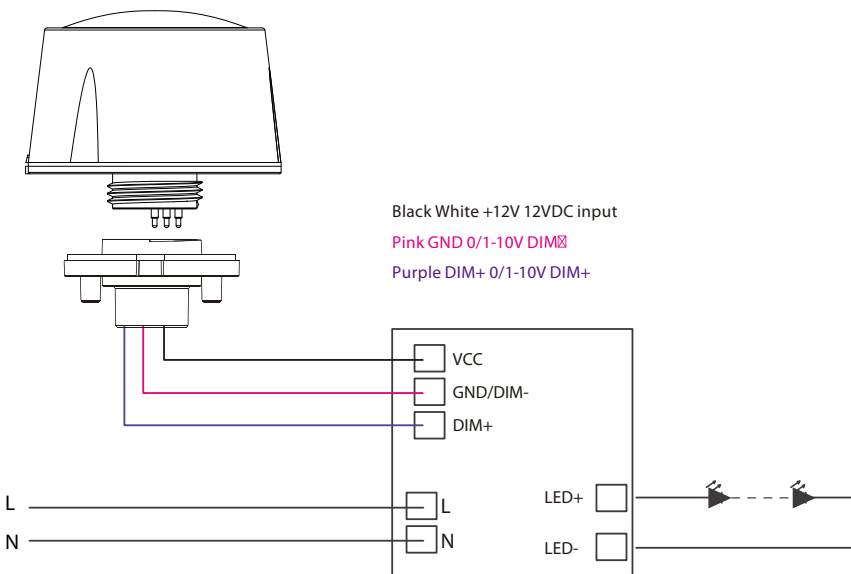 Black White +12V 12VDC input
Pink GND 0/1-10V DIM
Purple DIM+ 0/1-10V DIM+
VCC
GND/DIM-
DIM+
L
L
N
N
LED+
LED-